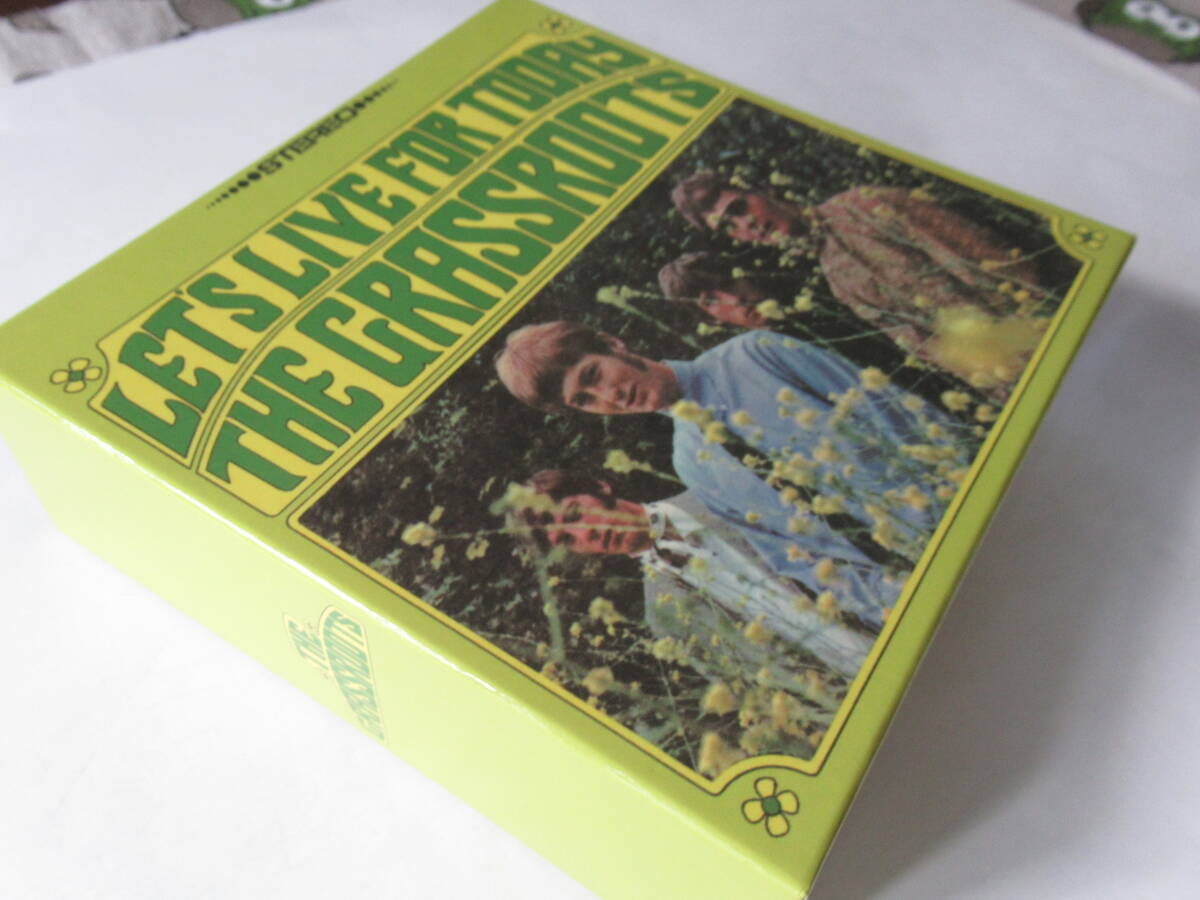 STEREO
LET'S LIVE FOR TODAY
THE GRASSROOTS
THE
GRASSROOTS